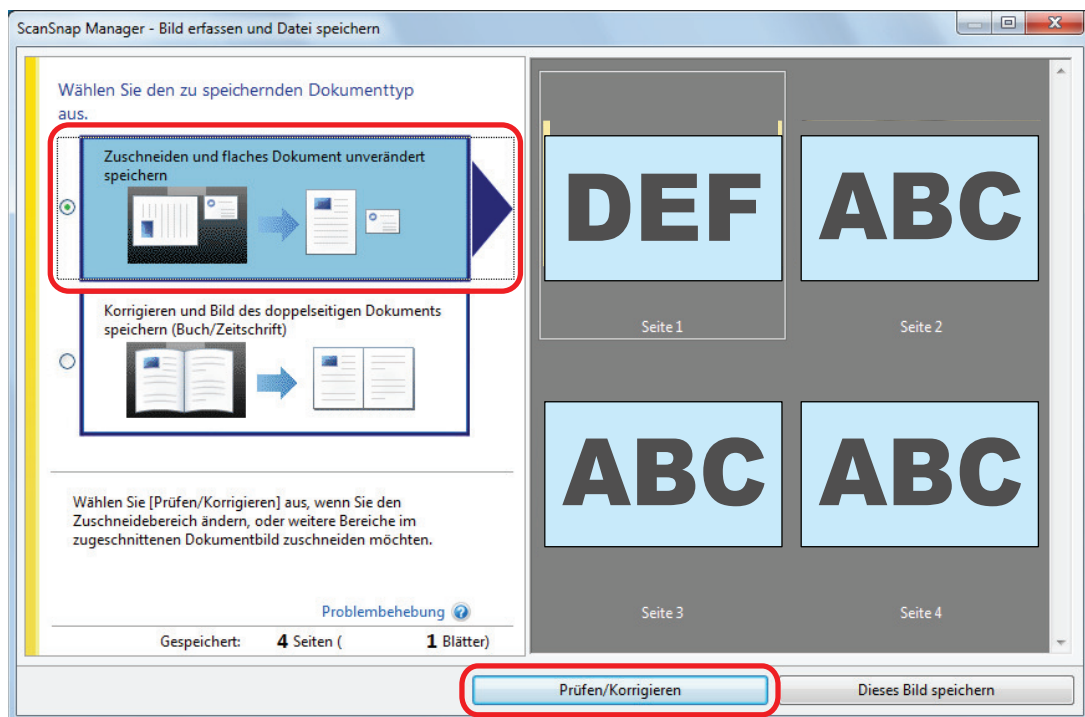 ScanSnap Manager - Bild erfassen und Datei speichern
Wählen Sie den zu speichernden Dokumenttyp
aus.
Zuschneiden und flaches Dokument unverändert
speichern
Korrigieren und Bild des doppelseitigen Dokuments
speichern (Buch/Zeitschrift)
Wählen Sie [Prüfen/Korrigieren] aus, wenn Sie den
Zuschneidebereich ändern, oder weitere Bereiche im
zugeschnittenen Dokumentbild zuschneiden möchten.
Problembehebung
Gespeichert: 4 Seiten ( 1 Blätter)
DEF
ABC
Seite 1
Seite 2
ABC
ABC
Seite 3
Seite 4
Prüfen/Korrigieren
Dieses Bild speichern